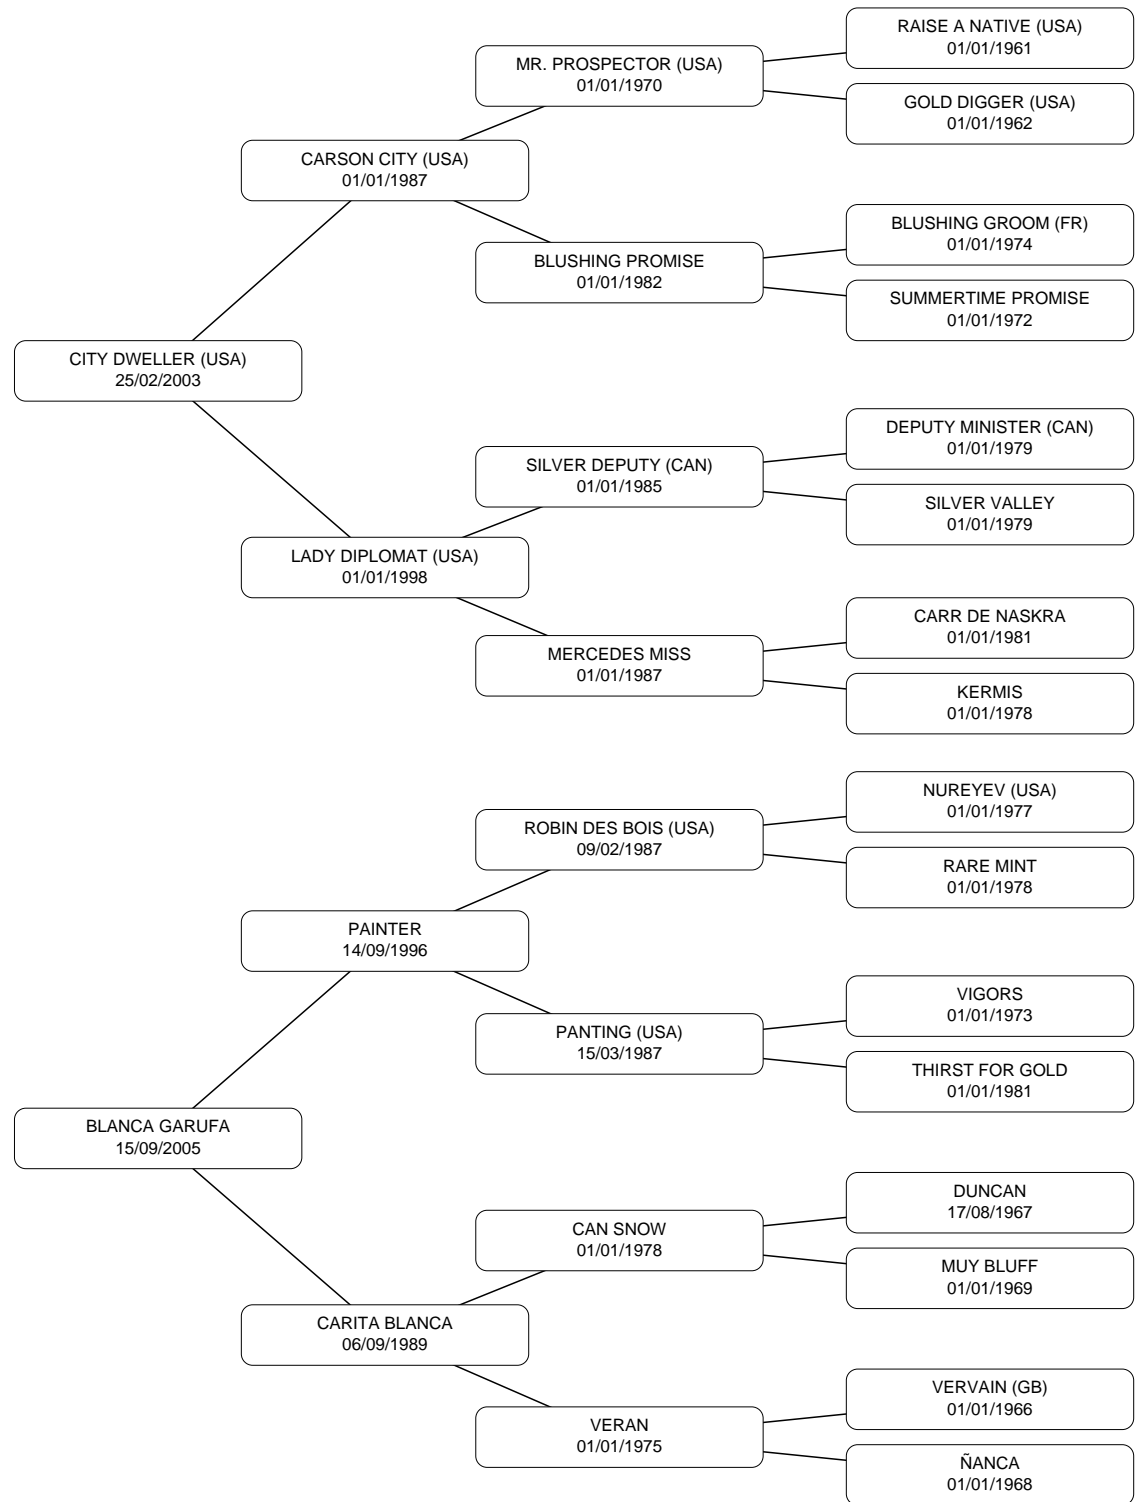 RAISE A NATIVE (USA)
01/01/1961
MR. PROSPECTOR (USA)
01/01/1970
GOLD DIGGER (USA)
01/01/1962
CARSON CITY (USA)
01/01/1987
BLUSHING GROOM (FR)
01/01/1974
BLUSHING PROMISE
01/01/1982
SUMMERTIME PROMISE
01/01/1972
CITY DWELLER (USA)
25/02/2003
DEPUTY MINISTER (CAN)
01/01/1979
SILVER DEPUTY (CAN)
01/01/1985
SILVER VALLEY
01/01/1979
LADY DIPLOMAT (USA)
01/01/1998
CARR DE NASKRA
01/01/1981
MERCEDES MISS
01/01/1987
KERMIS
01/01/1978
NUREYEV (USA)
01/01/1977
ROBIN DES BOIS (USA)
09/02/1987
RARE MINT
01/01/1978
PAINTER
14/09/1996
VIGORS
01/01/1973
PANTING (USA)
15/03/1987
THIRST FOR GOLD
01/01/1981
BLANCA GARUFA
15/09/2005
DUNCAN
17/08/1967
CAN SNOW
01/01/1978
MUY BLUFF
01/01/1969
CARITA BLANCA
06/09/1989
VERVAIN (GB)
01/01/1966
VERAN
01/01/1975
ÑANCA
01/01/1968